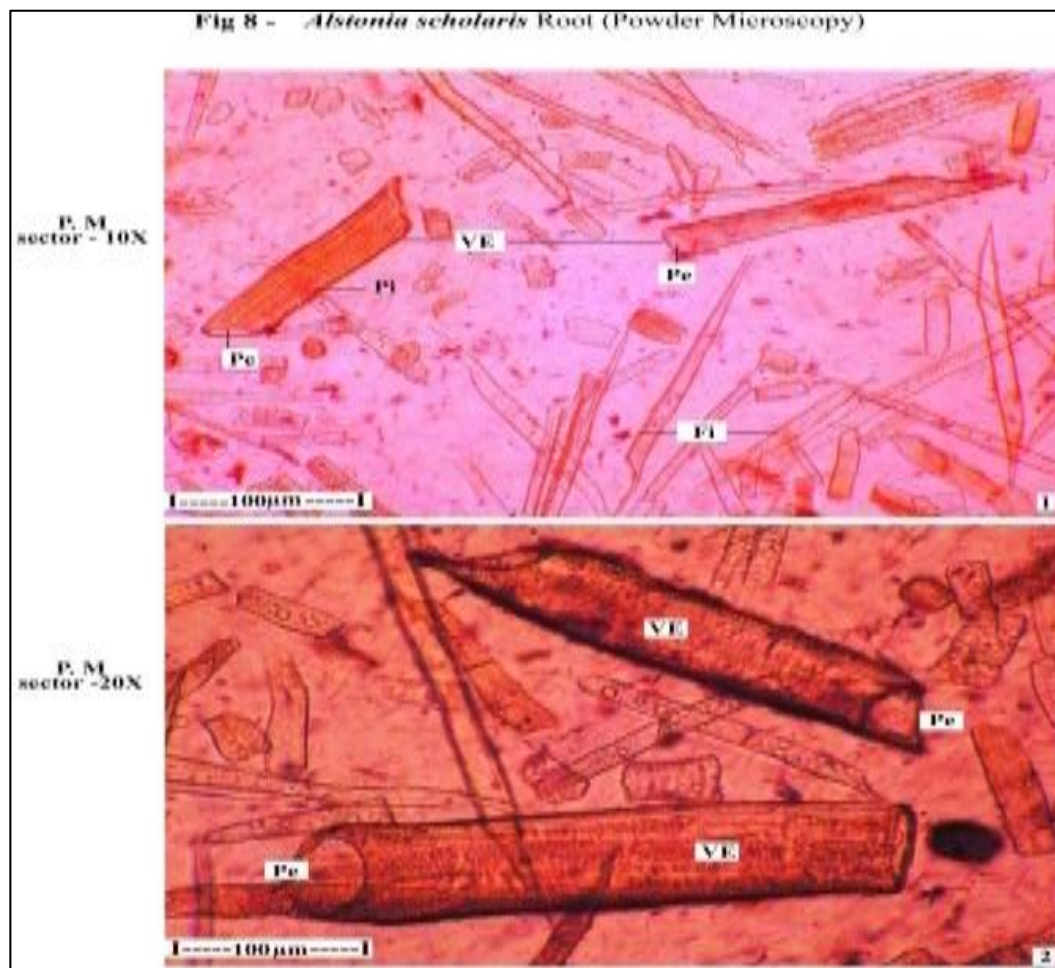 Fig 8 - Alstonia scholaris Root (Powder Microscopy)
P. M
sector - 10X
VE
Pi
Pe
Pe
Fi
I-----100µm-----I
1
P. M
sector -20X
VE
Pe
VE
Pe
I-----100µm-----I
2